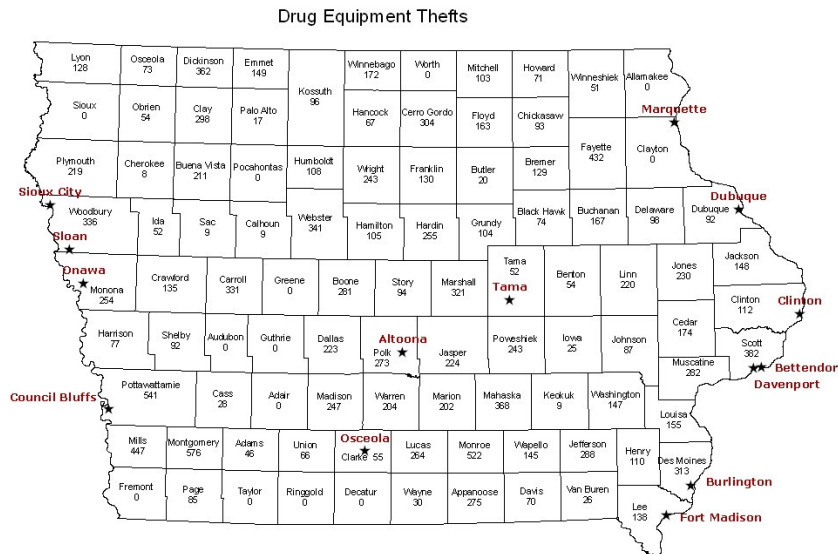 Drug Equipment Thefts
Lyon
128
Osceola
73
Dickinson
362
Emmet
149
Kossuth
96
Winnebago
172
Worth
0
Mitchell
103
Howard
71
Winneshiek
51
Allamakee
0
Marquette
Sioux
0
Obrien
54
Clay
298
Palo Alto
17
Hancock
67
Cerro Gordo
304
Floyd
163
Chickasaw
93
Fayette
432
Clayton
0
Plymouth
219
Cherokee
8
Buena Vista
211
Pocahontas
0
Humboldt
108
Wright
243
Franklin
130
Butler
20
Bremer
129
Sioux City
Woodbury
336
Sloan
Ida
52
Sac
9
Calhoun
9
Webster
341
Hamilton
105
Hardin
255
Grundy
104
Black Hawk
74
Buchanan
167
Delaware
98
Dubuque
92
Dubuque
Onawa
Monona
254
Crawford
135
Carroll
331
Greene
0
Boone
281
Story
94
Marshall
321
Tama
52
Tama
Benton
54
Linn
220
Jones
230
Jackson
148
Clinton
112
Clinton
Harrison
77
Shelby
92
Audubon
0
Guthrie
0
Dallas
223
Altoona
Polk
273
Jasper
224
Poweshiek
243
Iowa
25
Johnson
87
Cedar
174
Scott
382
Bettendorf
Davenport
Muscatine
282
Council Bluffs
Pottawattamie
541
Cass
28
Adair
0
Madison
247
Warren
204
Marion
202
Mahaska
368
Keokuk
9
Washington
147
Louisa
155
Mills
447
Montgomery
576
Adams
46
Union
66
Osceola
Clarke 55
Lucas
264
Monroe
522
Wapello
145
Jefferson
288
Henry
110
Des Moines
313
Burlington
Fremont
0
Page
85
Taylor
0
Ringgold
0
Decatur
0
Wayne
30
Appanoose
275
Davis
70
Van Buren
26
Lee
138
Fort Madison